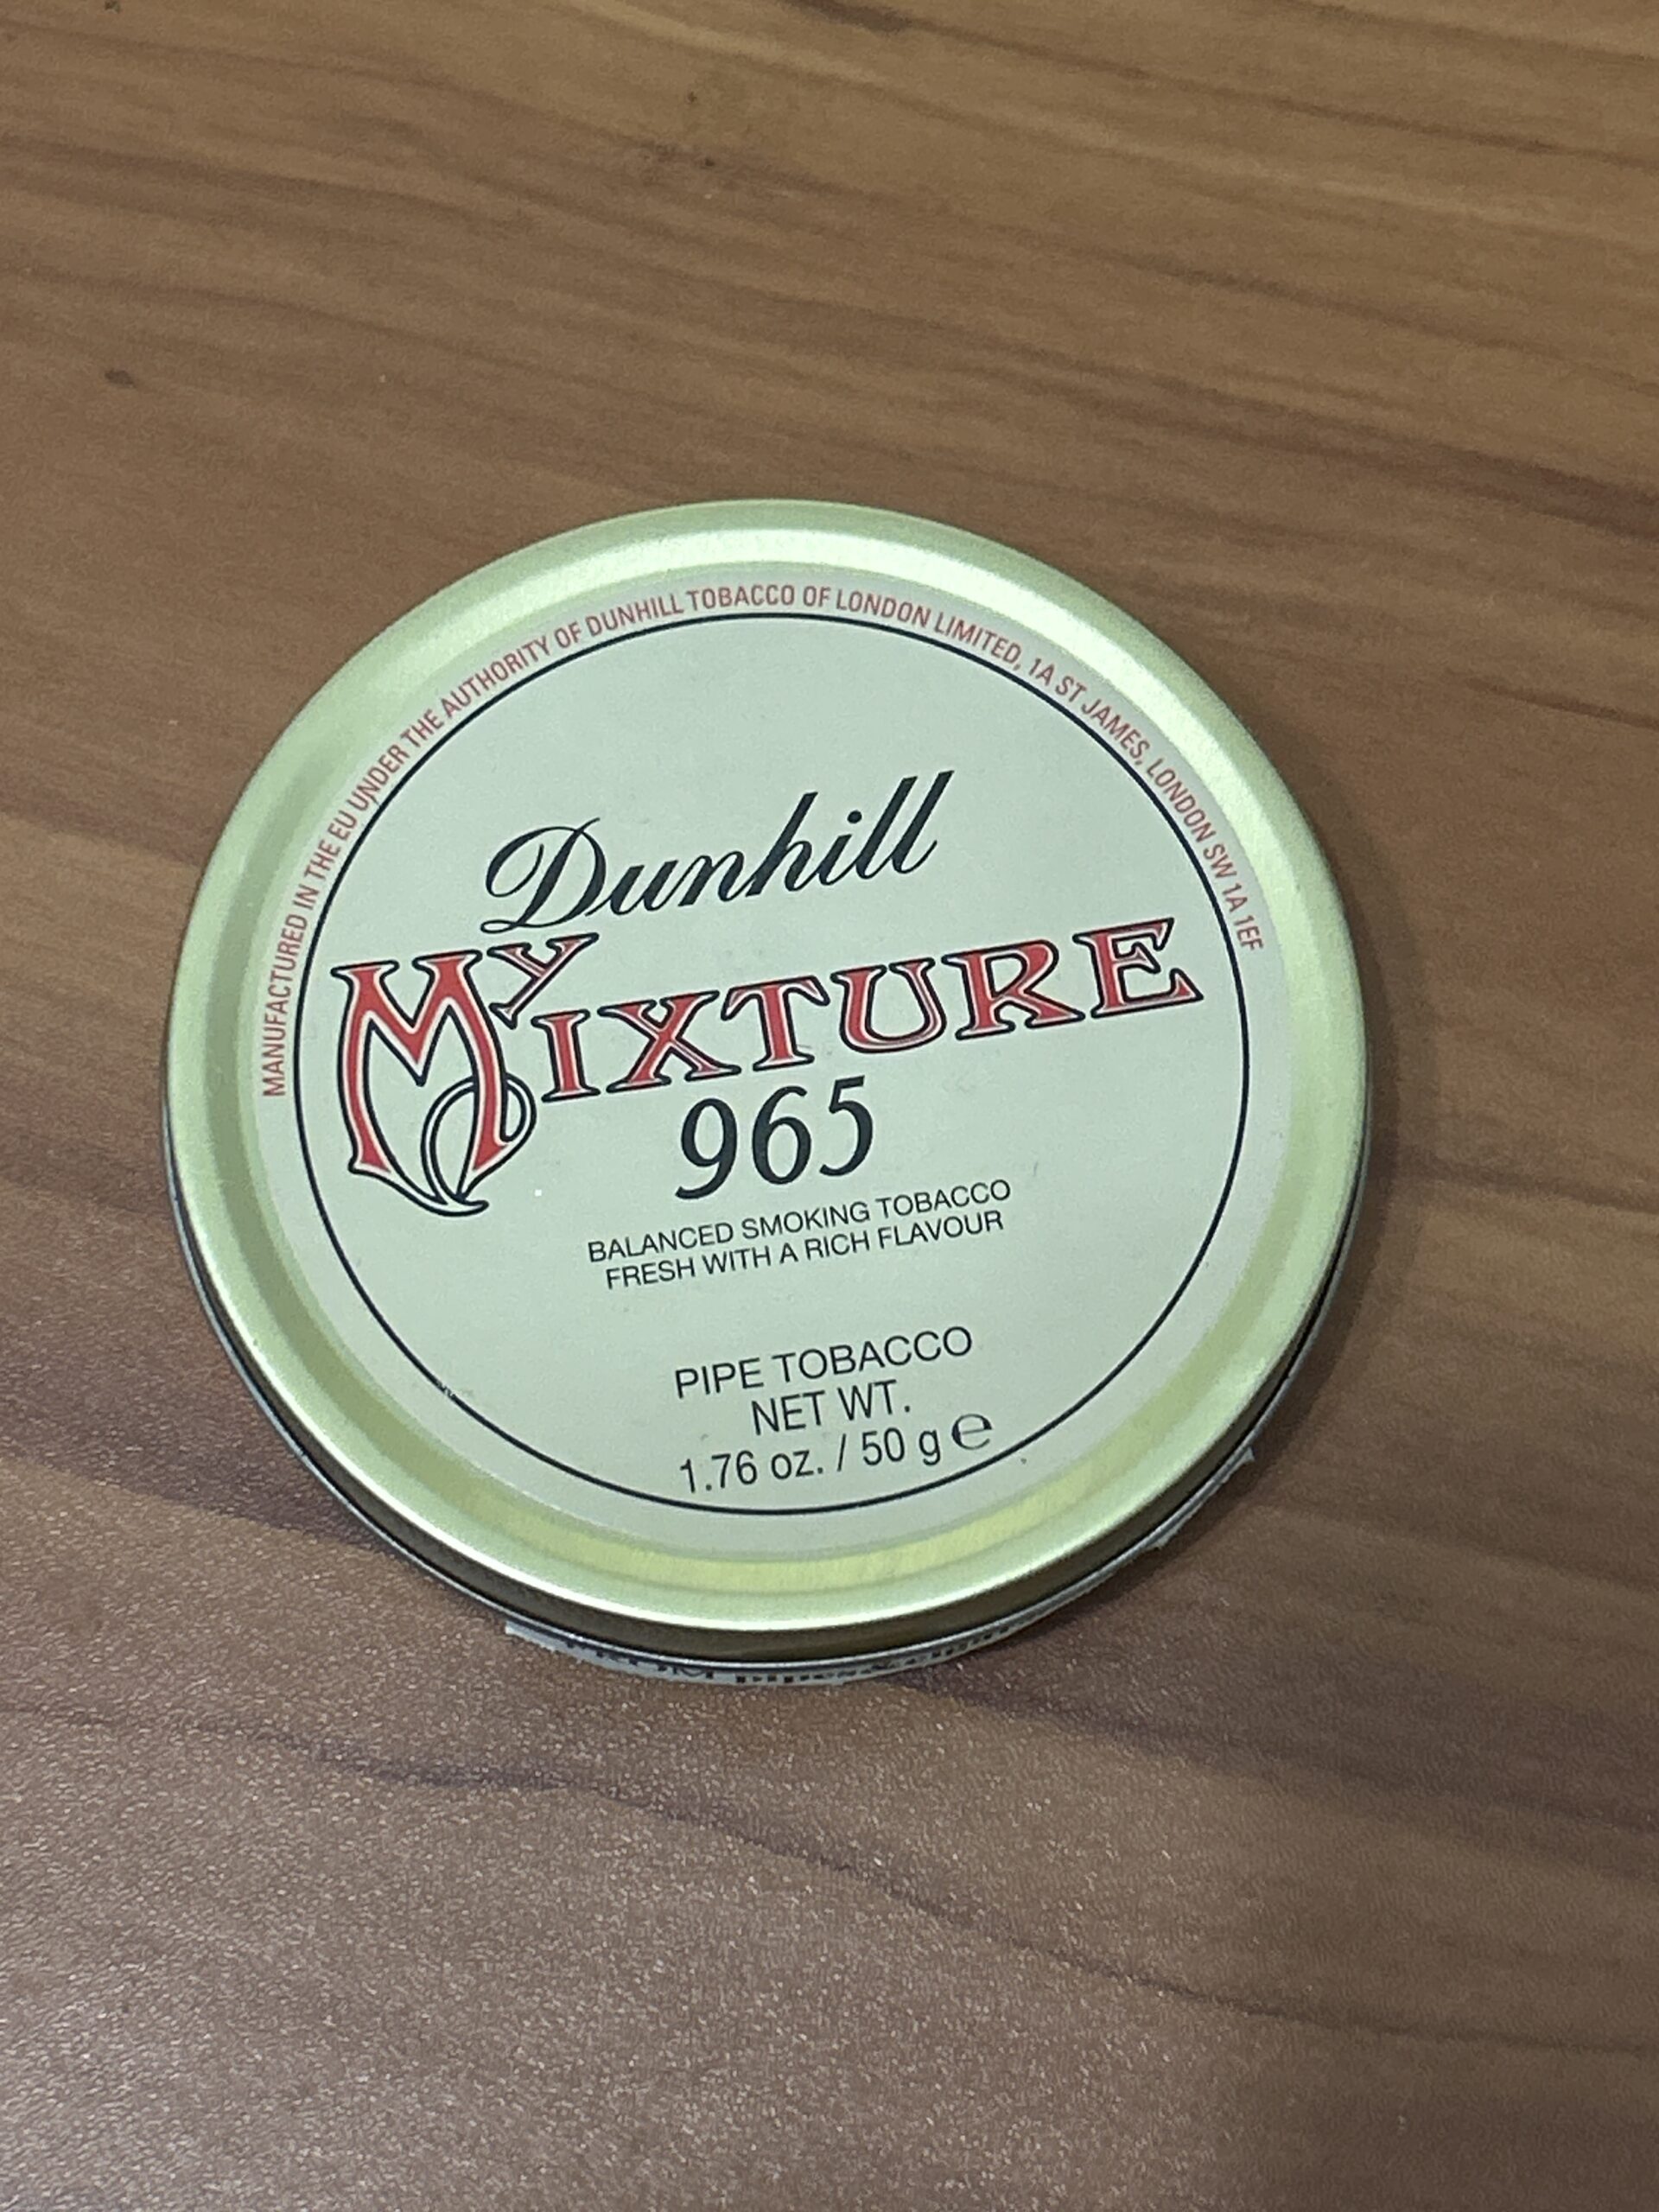 MANUFACTURED IN THE EU UNDER THE AUTHORITY OF DUNHILL TOBACCO OF LONDON LIMITED, 1A ST JAMES, LONDON SW 1A 1EF
Dunhill
MY MIXTURE
965
BALANCED SMOKING TOBACCO
FRESH WITH A RICH FLAVOUR
PIPE TOBACCO
NET WT.
1.76 oz. / 50 g ℮